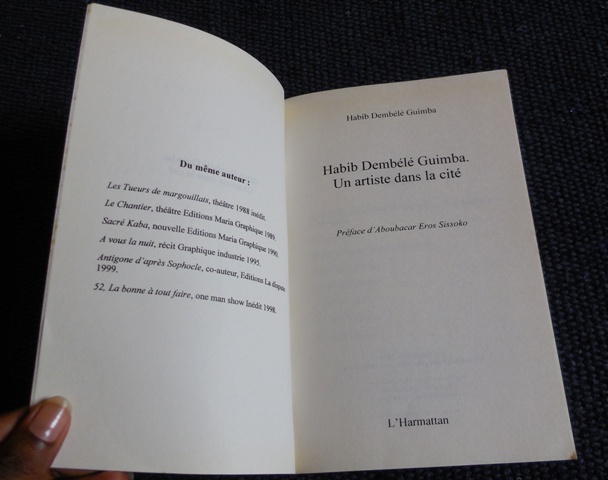 Du même auteur :
Les Tueurs de margouillats, théâtre 1988 inédit.
Le Chantier, théâtre Editions Maria Graphique 1989.
Sacré Kaba, nouvelle Editions Maria Graphique 1990.
A vous la nuit, récit Graphique industrie 1995.
Antigone d'après Sophocle, co-auteur, Editions La
1999.
52, La bonne à tout faire, one man show Inédit 1998.
Habib Dembélé Guimba
Habib Dembélé Guimba.
Un artiste dans la cité
Préface d'Aboubacar Eros Sissoko
L'Harmattan